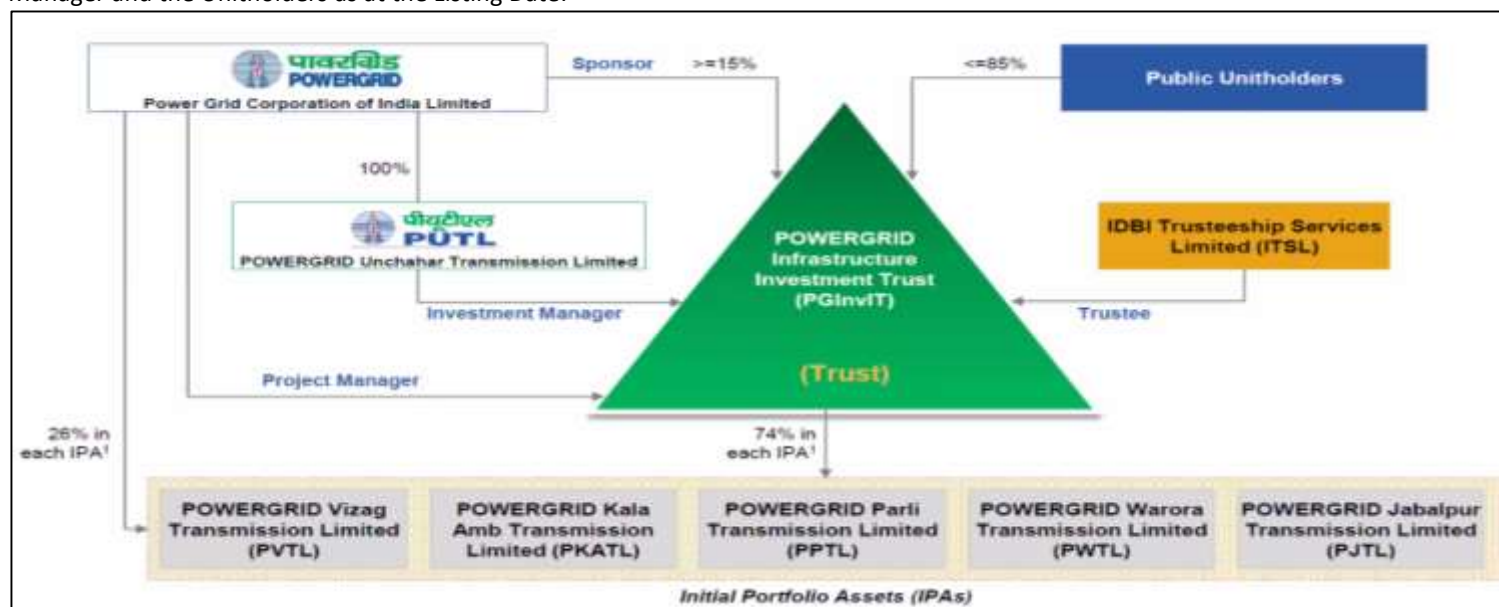 Manager and the Unitholders as at the Listing Date:
पावरग्रिड
POWERGRID
Power Grid Corporation of India Limited
Sponsor
>=15%
<=85%
Public Unitholders
100%
पीयूटीएल
PUTL
POWERGRID Unchahar Transmission Limited
POWERGRID
Infrastructure
Investment Trust
(PGInvIT)
(Trust)
IDBI Trusteeship Services
Limited (ITSL)
Investment Manager
Trustee
Project Manager
26% in
each IPA¹
74% in
each IPA¹
POWERGRID Vizag
Transmission Limited
(PVTL)
POWERGRID Kala
Amb Transmission
Limited (PKATL)
POWERGRID Parli
Transmission Limited
(PPTL)
POWERGRID Warora
Transmission Limited
(PWTL)
POWERGRID Jabalpur
Transmission Limited
(PJTL)
Initial Portfolio Assets (IPAs)